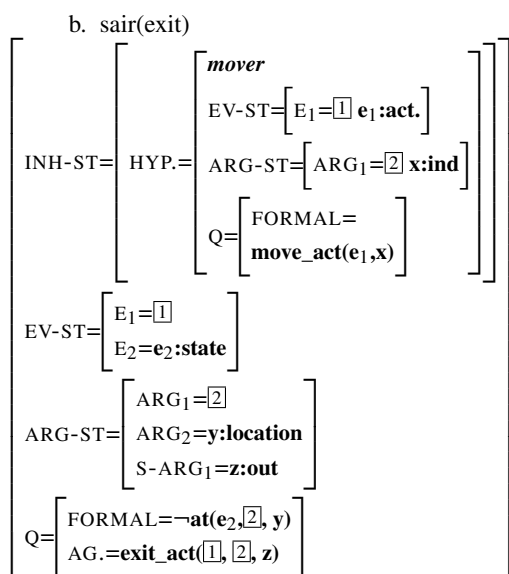 b. sair(exit)
mover
EV-ST=[E₁=1 e₁:act.]
INH-ST= HYP.= ARG-ST=[ARG₁=2 x:ind]
Q= FORMAL=
move_act(e₁,x)
EV-ST= E₁=1
E₂=e₂:state
ARG₁=2
ARG-ST= ARG₂=y:location
S-ARG₁=z:out
Q= FORMAL=¬at(e₂,2, y)
AG.=exit_act(1, 2, z)